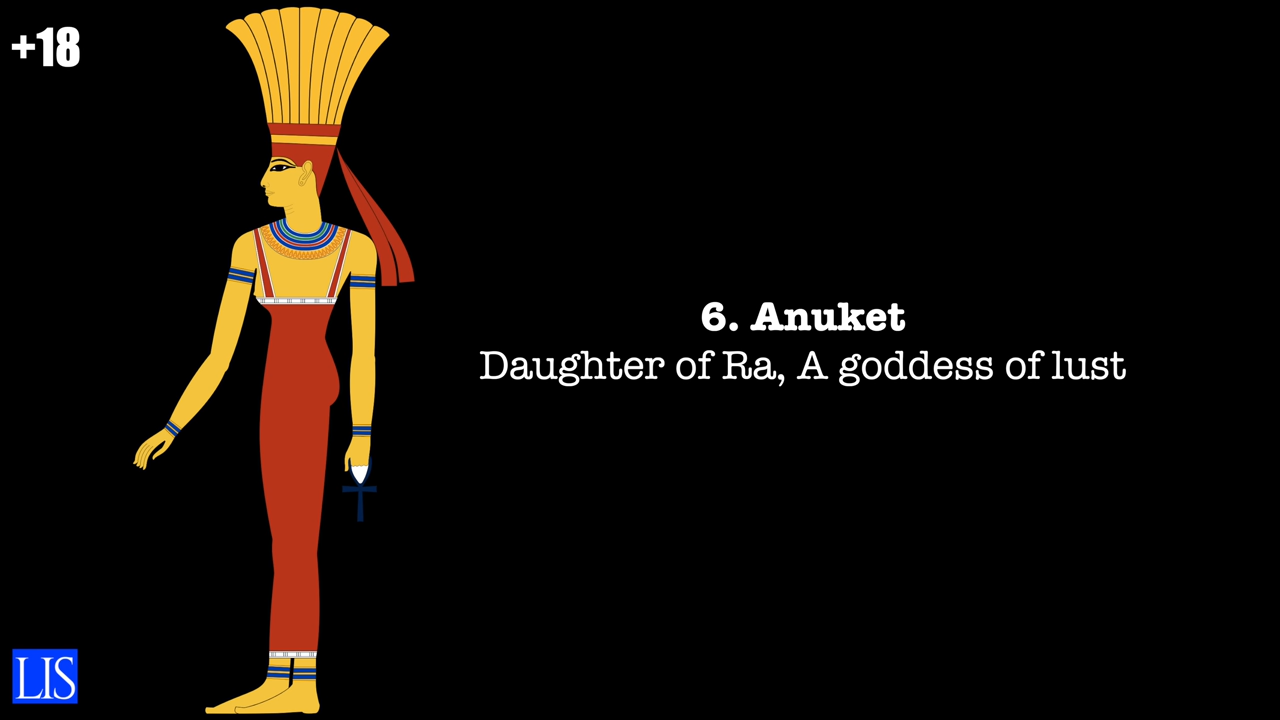 +18
6. Anuket
Daughter of Ra, A goddess of lust
LIS